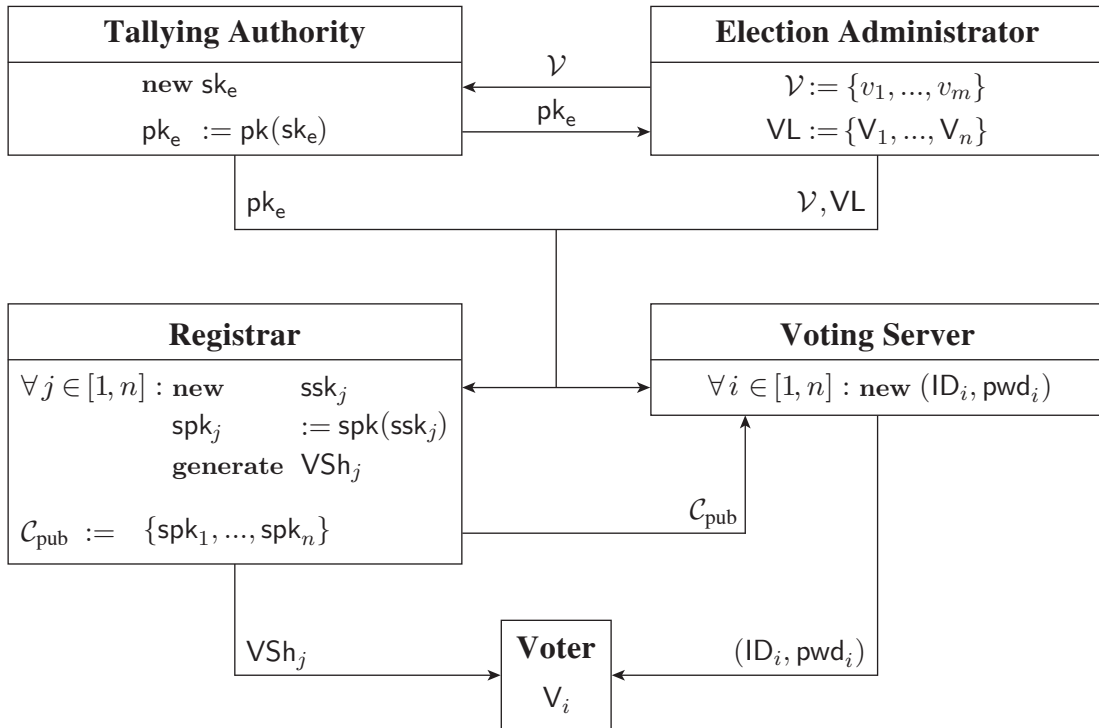 Tallying Authority
new sk_e
pk_e := pk(sk_e)
𝒱
pk_e
Election Administrator
𝒱 := {v_1, ..., v_m}
VL := {V_1, ..., V_n}
pk_e
𝒱, VL
Registrar
∀ j ∈ [1, n] : new ssk_j
spk_j := spk(ssk_j)
generate VSh_j
𝒞_pub := {spk_1, ..., spk_n}
Voting Server
∀ i ∈ [1, n] : new (ID_i, pwd_i)
𝒞_pub
VSh_j
Voter
V_i
(ID_i, pwd_i)